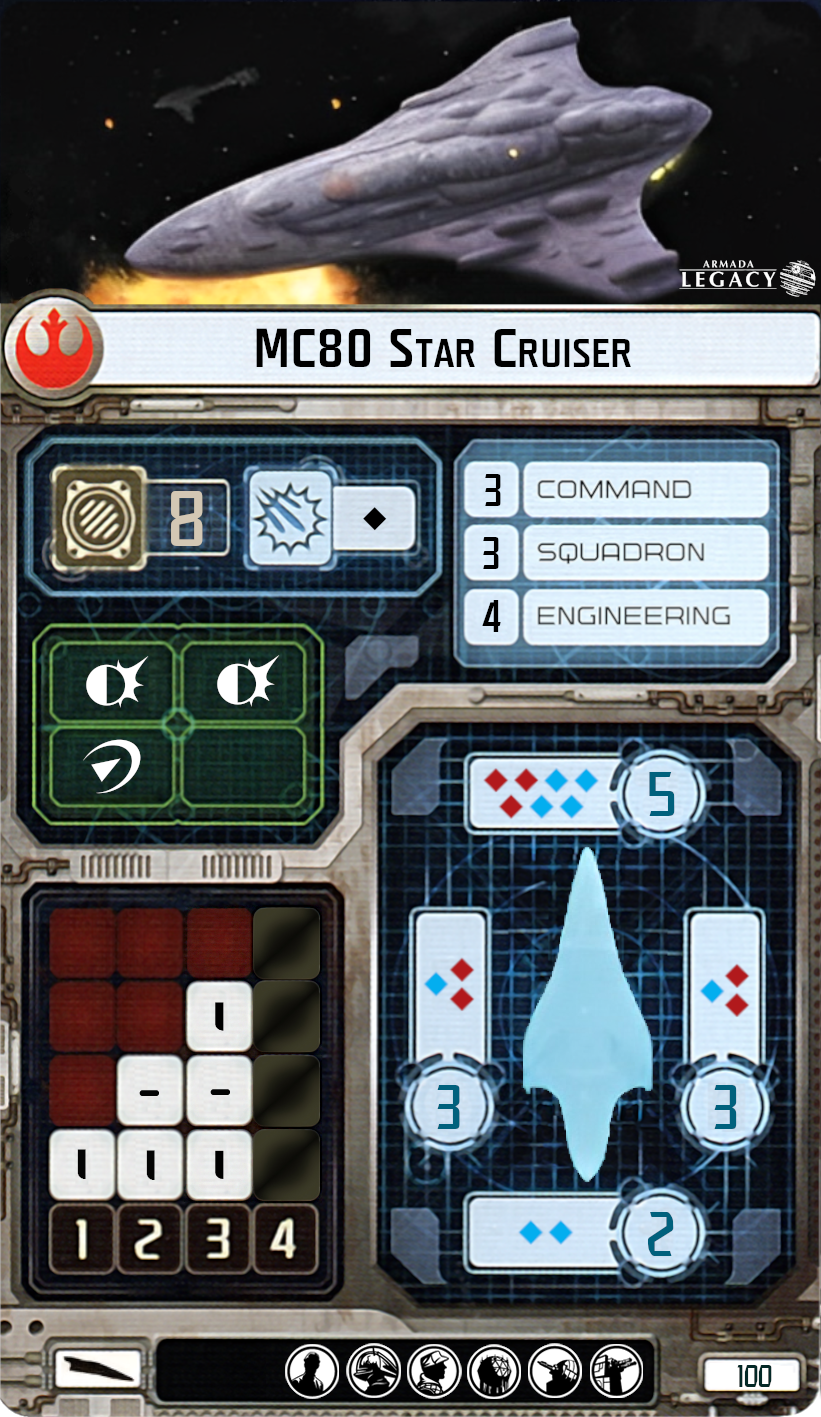 ARMADA
LEGACY
MC80 STAR CRUISER
8
3 COMMAND
3 SQUADRON
4 ENGINEERING
5
I
- -
3 3
I I I
1 2 3 4
2
100